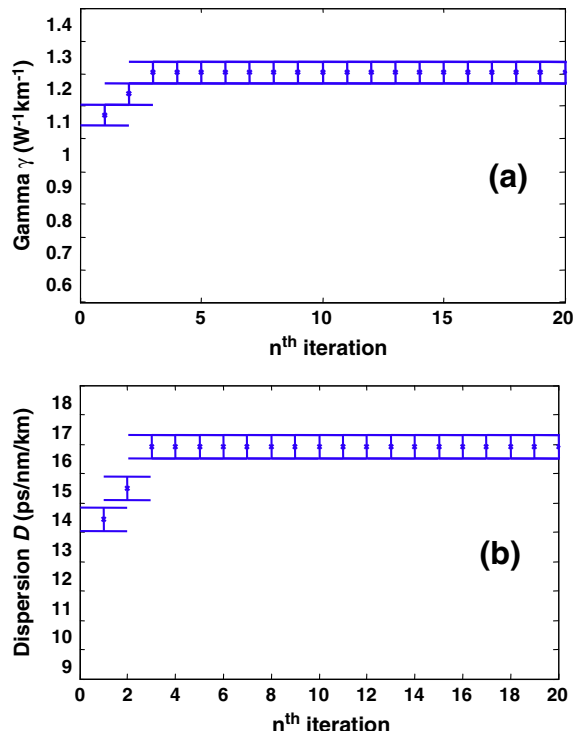 1.4
1.3
1.2
1.1
1
0.9
0.8
0.7
0.6
Gamma γ (W-1km-1)
(a)
0 5 10 15 20
nth iteration
18
17
16
15
14
13
12
11
10
9
Dispersion D (ps/nm/km)
(b)
0 2 4 6 8 10 12 14 16 18 20
nth iteration